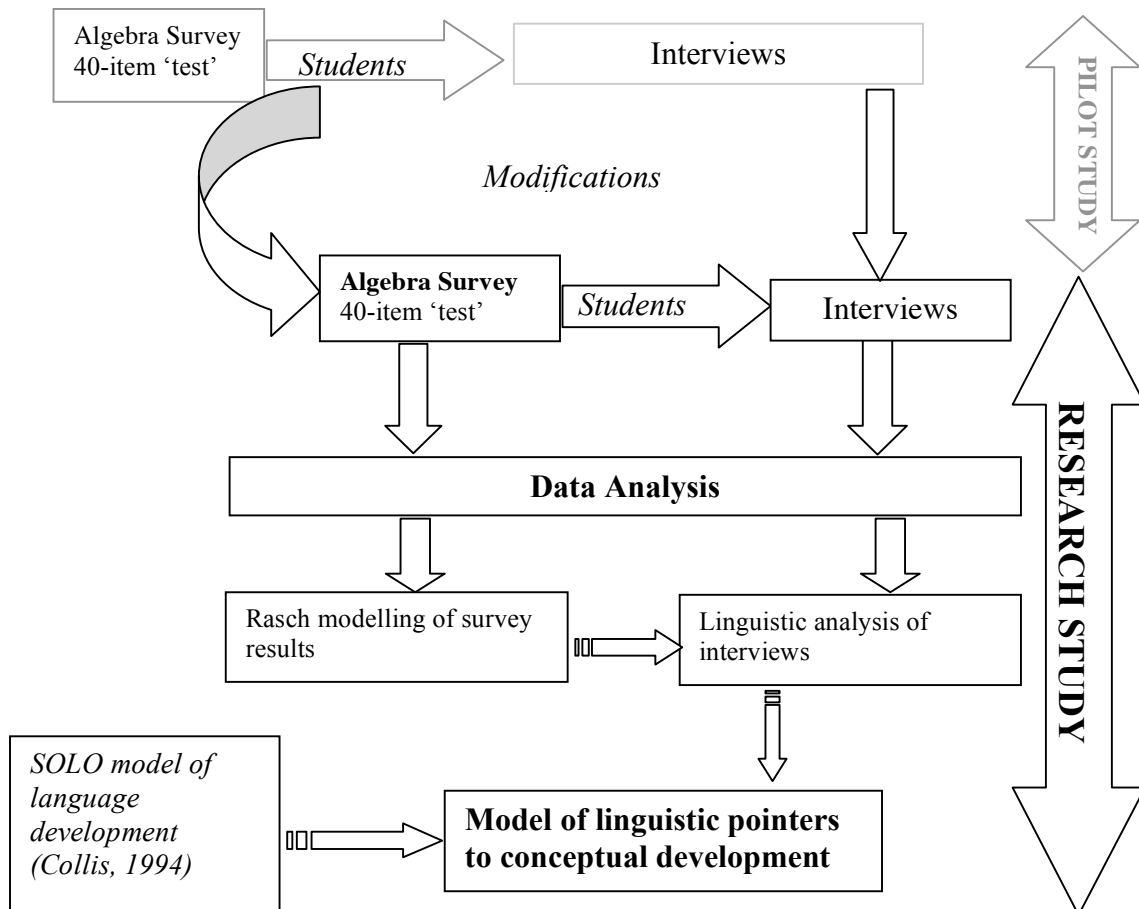 Algebra Survey
40-item ‘test’
Students
Interviews
PILOT STUDY
Modifications
Algebra Survey
40-item ‘test’
Students
Interviews
RESEARCH STUDY
Data Analysis
Rasch modelling of survey
results
Linguistic analysis of
interviews
SOLO model of
language
development
(Collis, 1994)
Model of linguistic pointers
to conceptual development